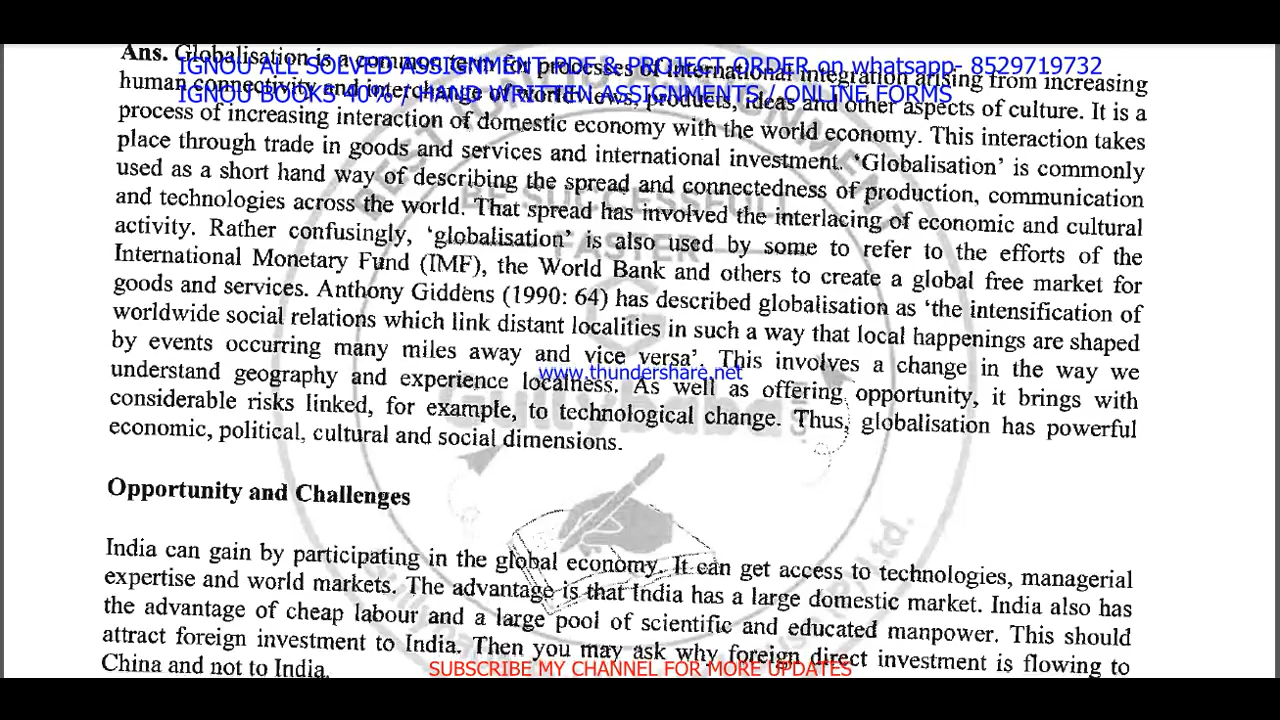 Ans. Globalisation is a common term for processes of international integration arising from increasing
IGNOU ALL SOLVED ASSIGNMENT PDF & PROJECT ORDER on whatsapp- 8529719732
human connectivity and interchange of worldviews, products, ideas and other aspects of culture. It is a
IGNOU BOOKS 40% / HAND WRITTEN ASSIGNMENTS / ONLINE FORMS
process of increasing interaction of domestic economy with the world economy. This interaction takes
place through trade in goods and services and international investment. 'Globalisation' is commonly
used as a short hand way of describing the spread and connectedness of production, communication
and technologies across the world. That spread has involved the interlacing of economic and cultural
activity. Rather confusingly, 'globalisation' is also used by some to refer to the efforts of the
International Monetary Fund (IMF), the World Bank and others to create a global free market for
goods and services. Anthony Giddens (1990: 64) has described globalisation as 'the intensification of
worldwide social relations which link distant localities in such a way that local happenings are shaped
by events occurring many miles away and vice versa'. This involves a change in the way we
www.thundershare.net
understand geography and experience localness. As well as offering opportunity, it brings with
considerable risks linked, for example, to technological change. Thus, globalisation has powerful
economic, political, cultural and social dimensions.
BE SUCCESSFUL!
FASTER
Gullybaba
Opportunity and Challenges
India can gain by participating in the global economy. It can get access to technologies, managerial
expertise and world markets. The advantage is that India has a large domestic market. India also has
the advantage of cheap labour and a large pool of scientific and educated manpower. This should
attract foreign investment to India. Then you may ask why foreign direct investment is flowing to
China and not to India.
SUBSCRIBE MY CHANNEL FOR MORE UPDATES